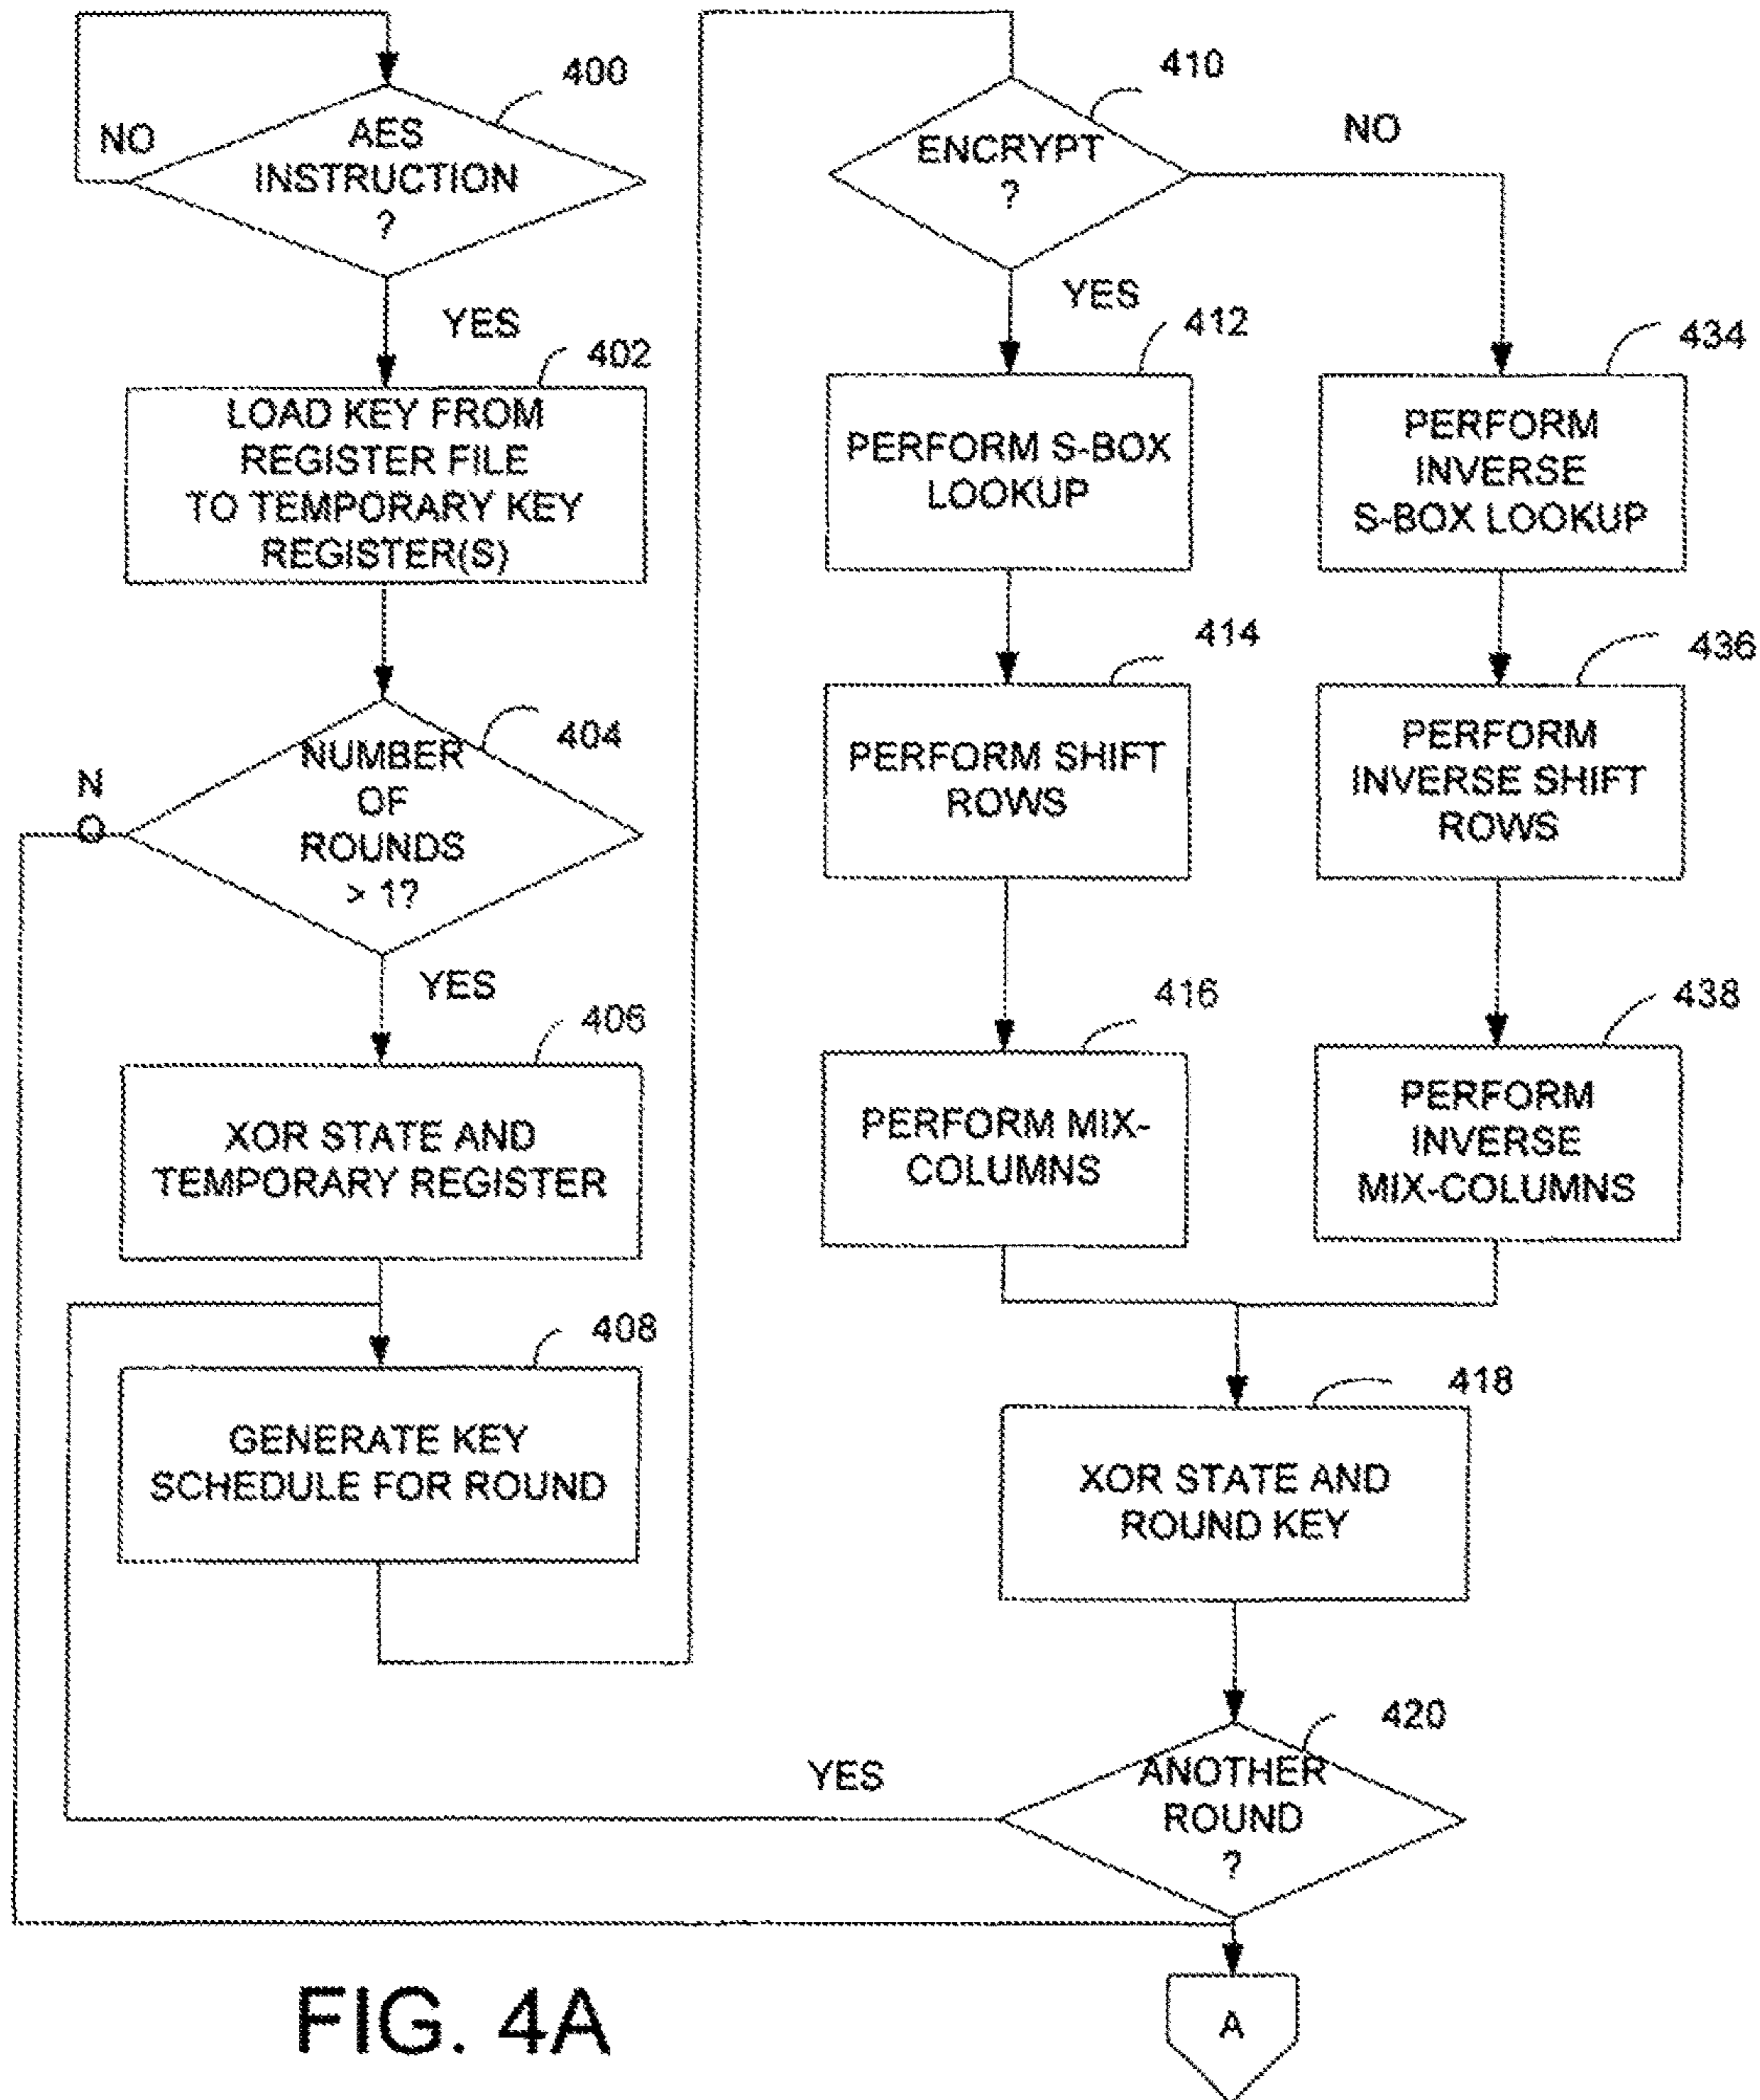 400
NO
AES
INSTRUCTION
?
YES
402
LOAD KEY FROM
REGISTER FILE
TO TEMPORARY KEY
REGISTER(S)
404
N
O
NUMBER
OF
ROUNDS
> 1?
YES
406
XOR STATE AND
TEMPORARY REGISTER
408
GENERATE KEY
SCHEDULE FOR ROUND
410
ENCRYPT
?
NO
YES
412
PERFORM S-BOX
LOOKUP
434
PERFORM
INVERSE
S-BOX LOOKUP
414
PERFORM SHIFT
ROWS
436
PERFORM
INVERSE SHIFT
ROWS
416
PERFORM MIX-
COLUMNS
438
PERFORM
INVERSE
MIX-COLUMNS
418
XOR STATE AND
ROUND KEY
420
YES
ANOTHER
ROUND
?
A
FIG. 4A